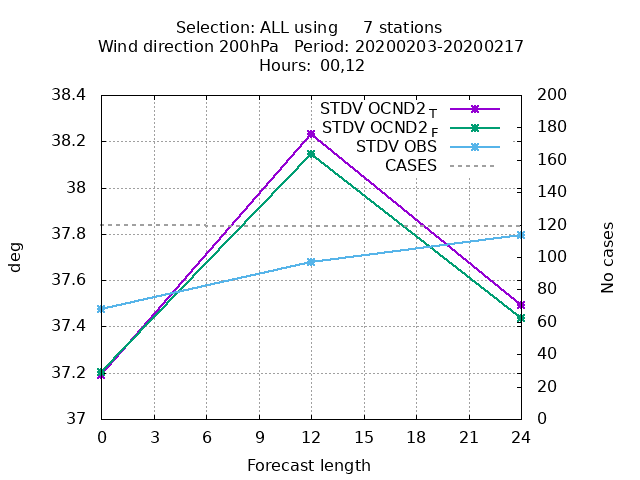 Selection: ALL using     7 stations
Wind direction 200hPa   Period: 20200203-20200217
Hours:  00,12
STDV OCND2 T
STDV OCND2 F
STDV OBS
CASES
38.4
38.2
38
37.8
37.6
37.4
37.2
37
200
180
160
140
120
100
80
60
40
20
0
deg
No cases
0 3 6 9 12 15 18 21 24
Forecast length